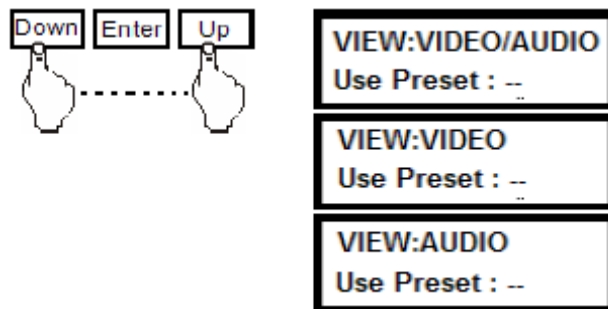 Down Enter Up
VIEW:VIDEO/AUDIO
Use Preset : --
VIEW:VIDEO
Use Preset : --
VIEW:AUDIO
Use Preset : --